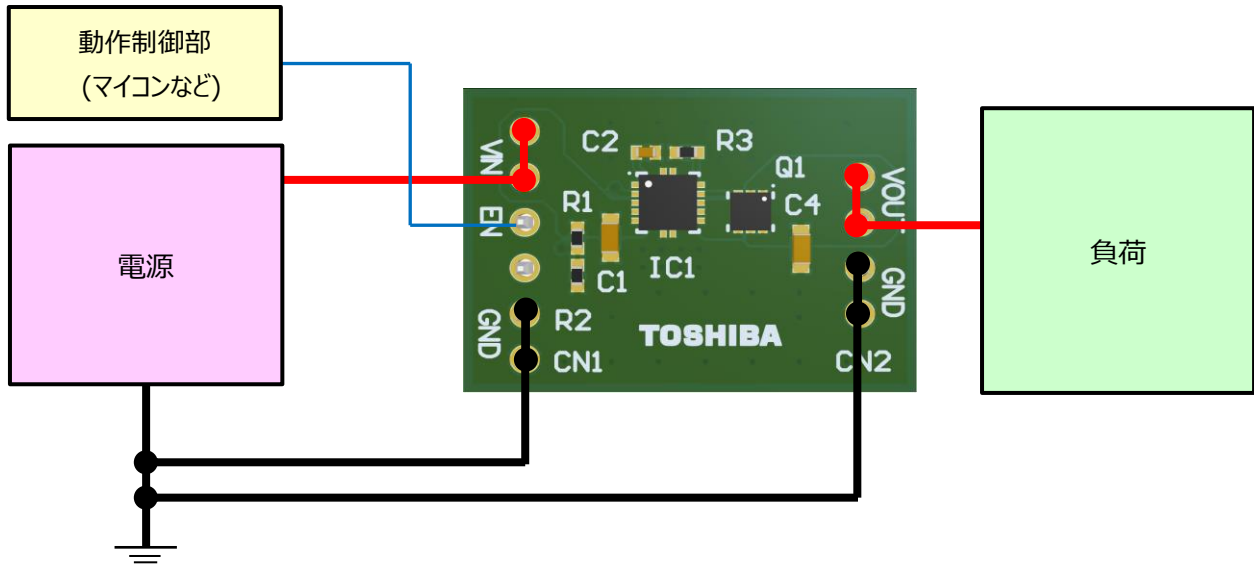 動作制御部
(マイコンなど)
電源
VIN
EN
GND
C2
R3
Q1
R1
C4
C1
IC1
R2
TOSHIBA
CN1
CN2
VOUT
GND
負荷